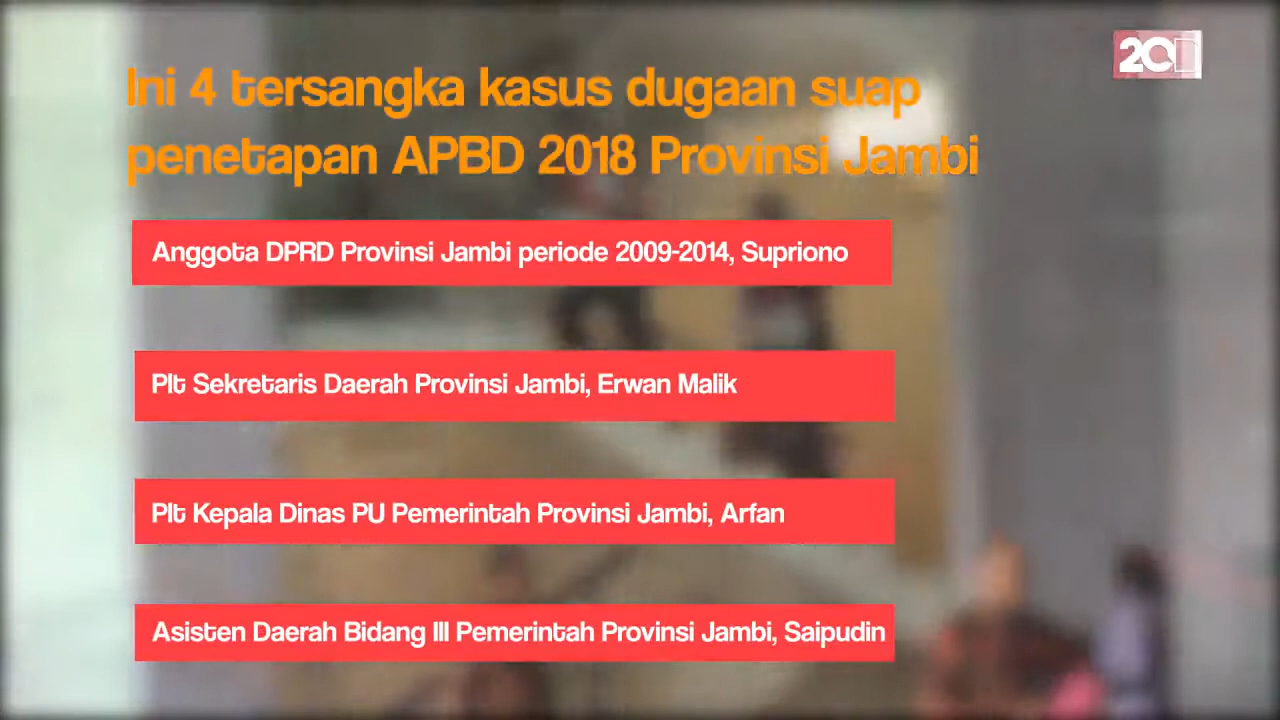 20
Ini 4 tersangka kasus dugaan suap
penetapan APBD 2018 Provinsi Jambi
Anggota DPRD Provinsi Jambi periode 2009-2014, Supriono
Plt Sekretaris Daerah Provinsi Jambi, Erwan Malik
Plt Kepala Dinas PU Pemerintah Provinsi Jambi, Arfan
Asisten Daerah Bidang III Pemerintah Provinsi Jambi, Saipudin